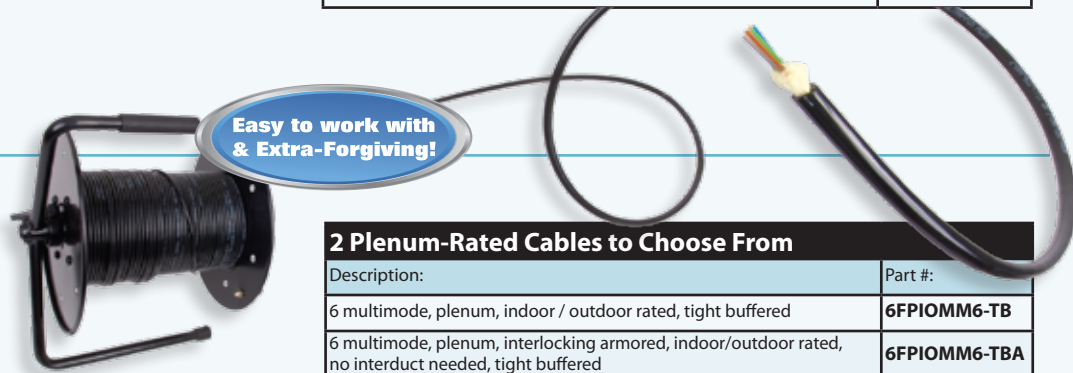 Easy to work with
& Extra-Forgiving!
2 Plenum-Rated Cables to Choose From
Description:
Part #:
6 multimode, plenum, indoor / outdoor rated, tight buffered
6FPIOMM6-TB
6 multimode, plenum, interlocking armored, indoor/outdoor rated,
no interduct needed, tight buffered
6FPIOMM6-TBA